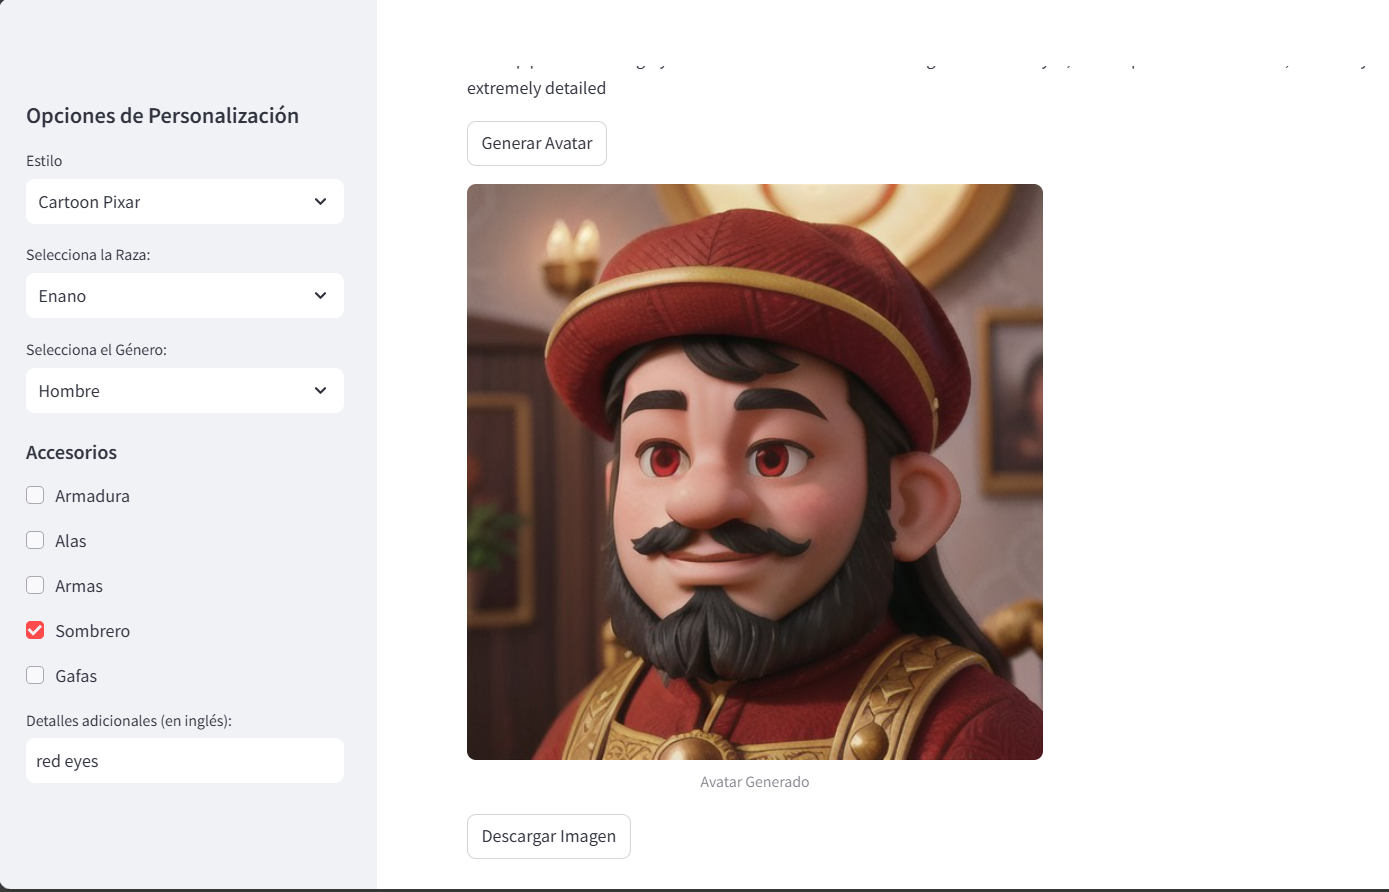 Opciones de Personalización
Estilo
Cartoon Pixar
Selecciona la Raza:
Enano
Selecciona el Género:
Hombre
Accesorios
Armadura
Alas
Armas
Sombrero
Gafas
Detalles adicionales (en inglés):
red eyes
extremely detailed
Generar Avatar
Avatar Generado
Descargar Imagen